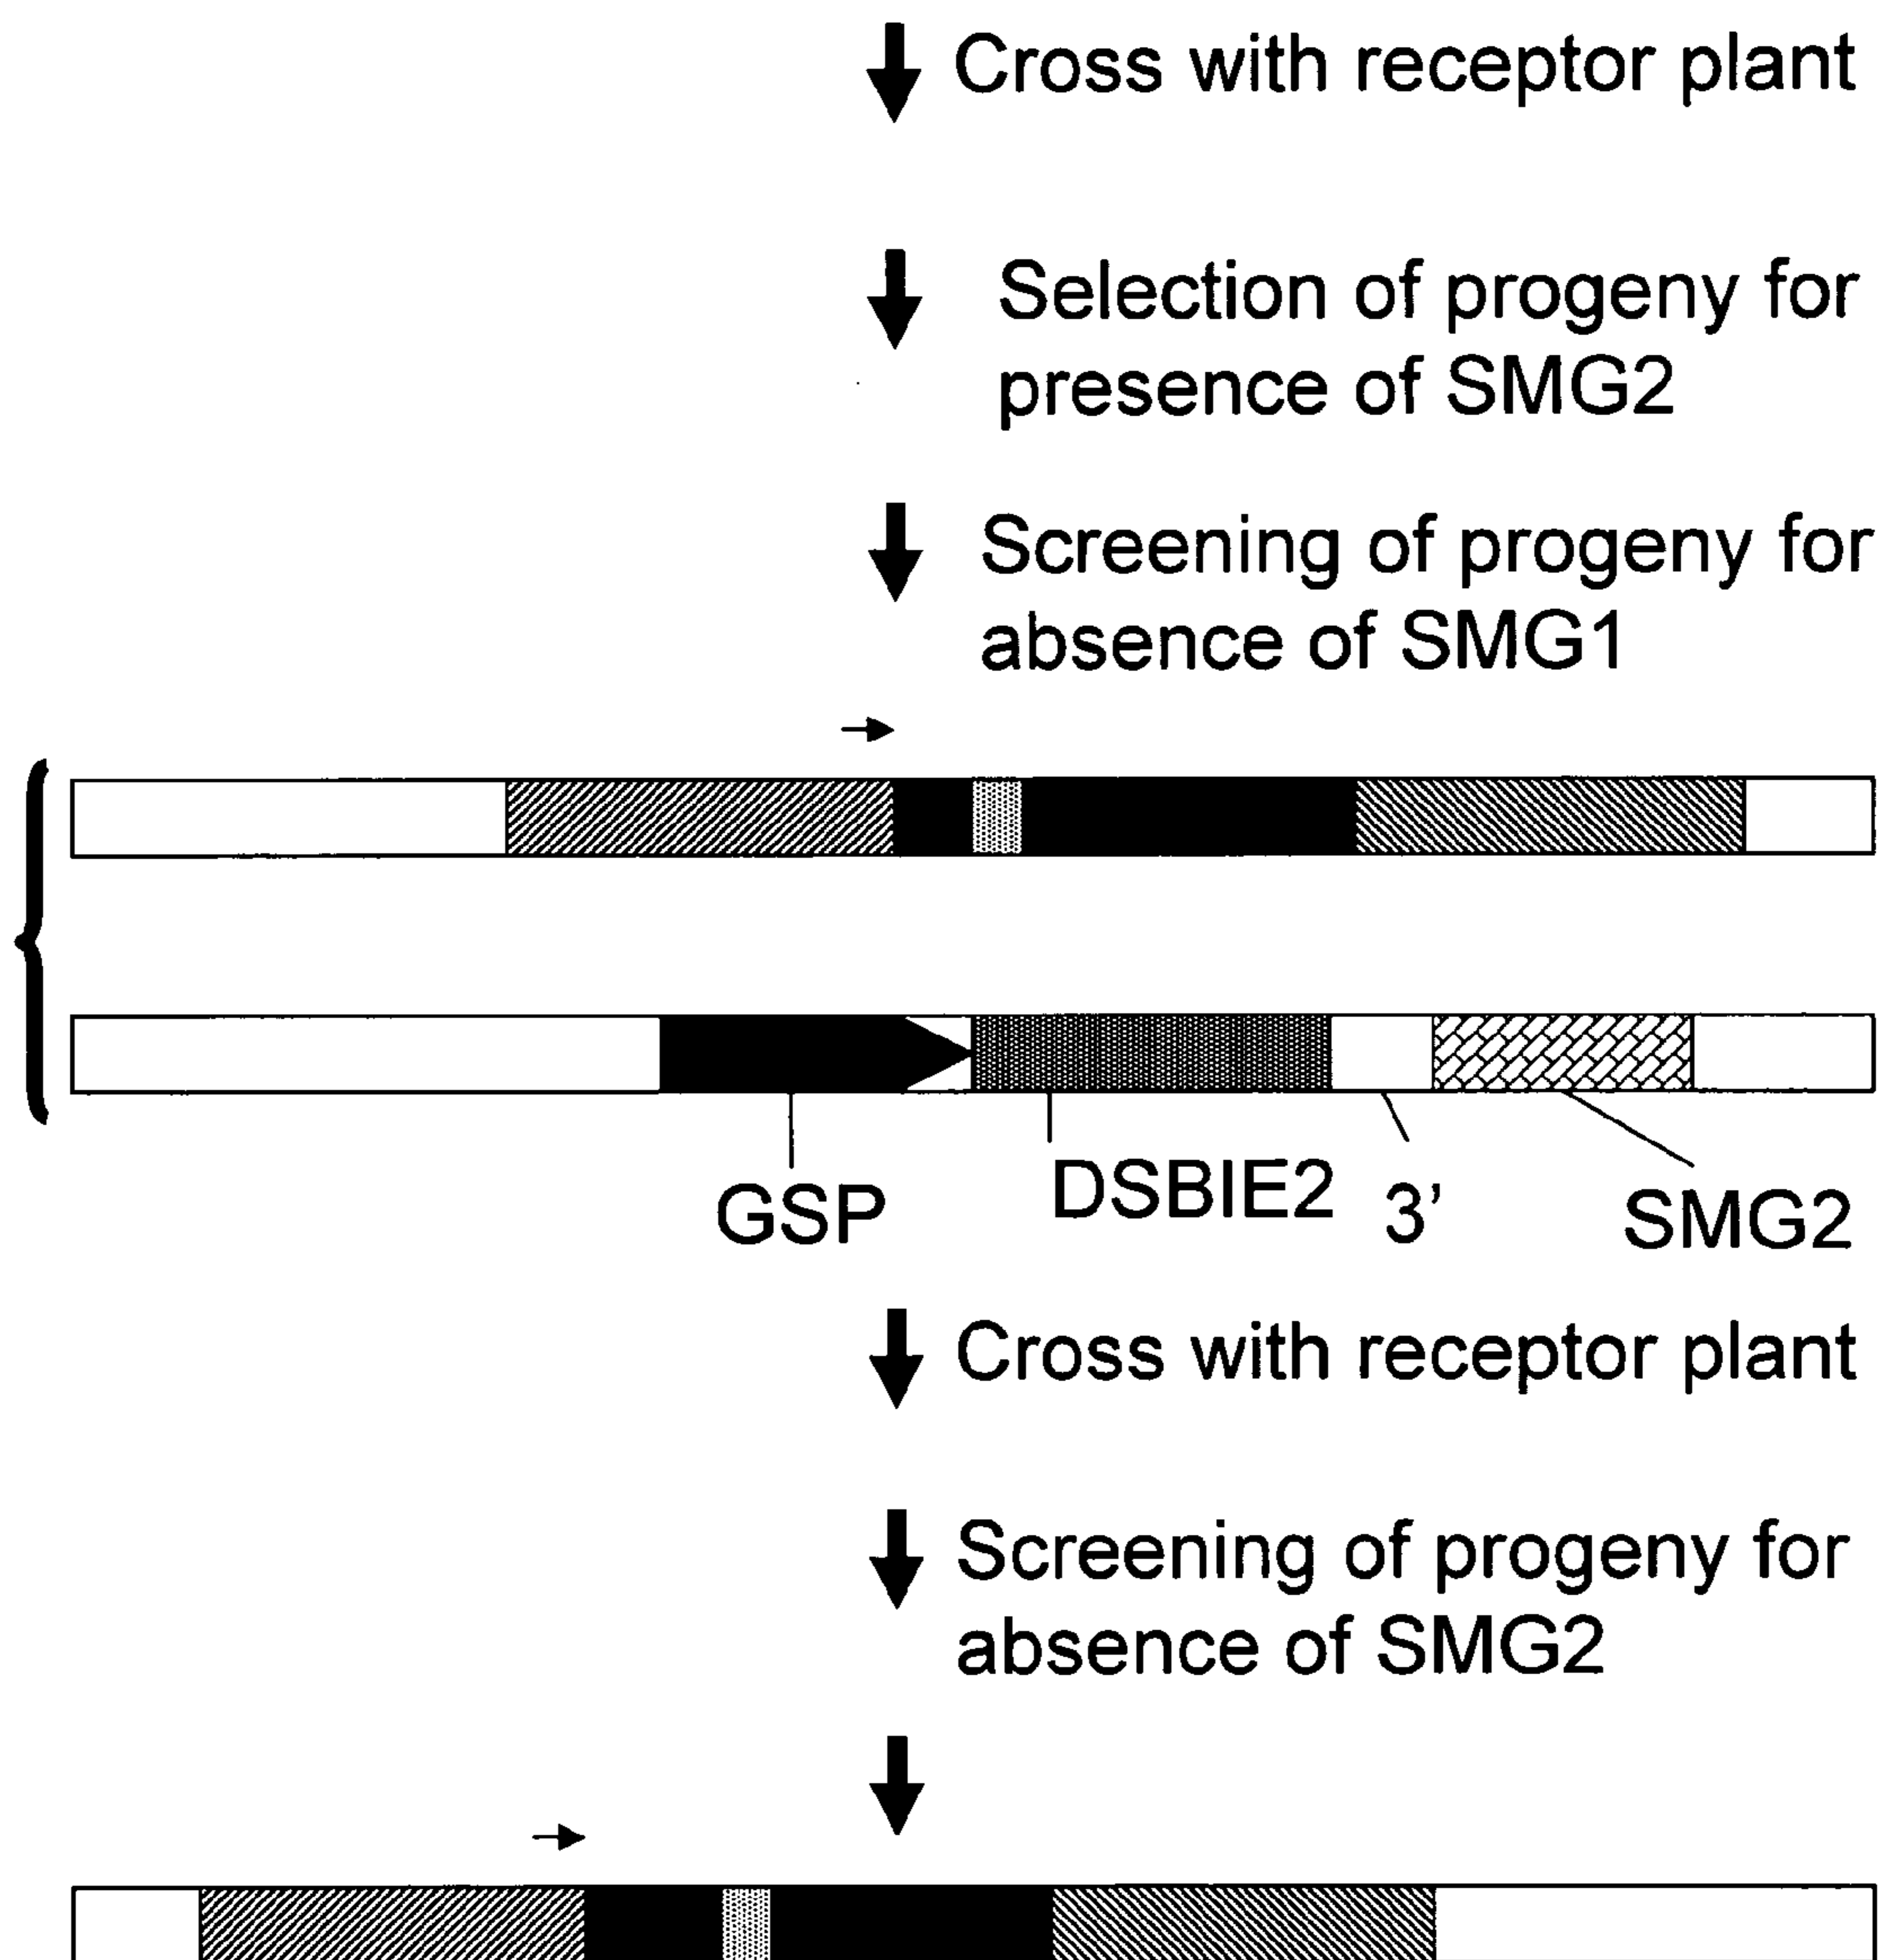 Cross with receptor plant
Selection of progeny for
presence of SMG2
Screening of progeny for
absence of SMG1
GSP
DSBIE2
3'
SMG2
Cross with receptor plant
Screening of progeny for
absence of SMG2